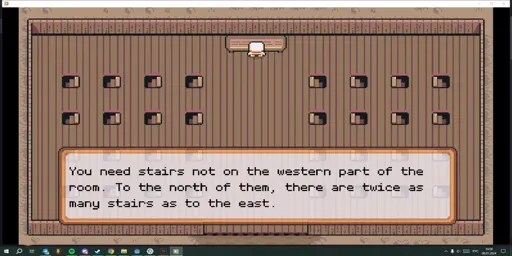 You need stairs not on the western part of the
room. To the north of them, there are twice as
many stairs as to the east.